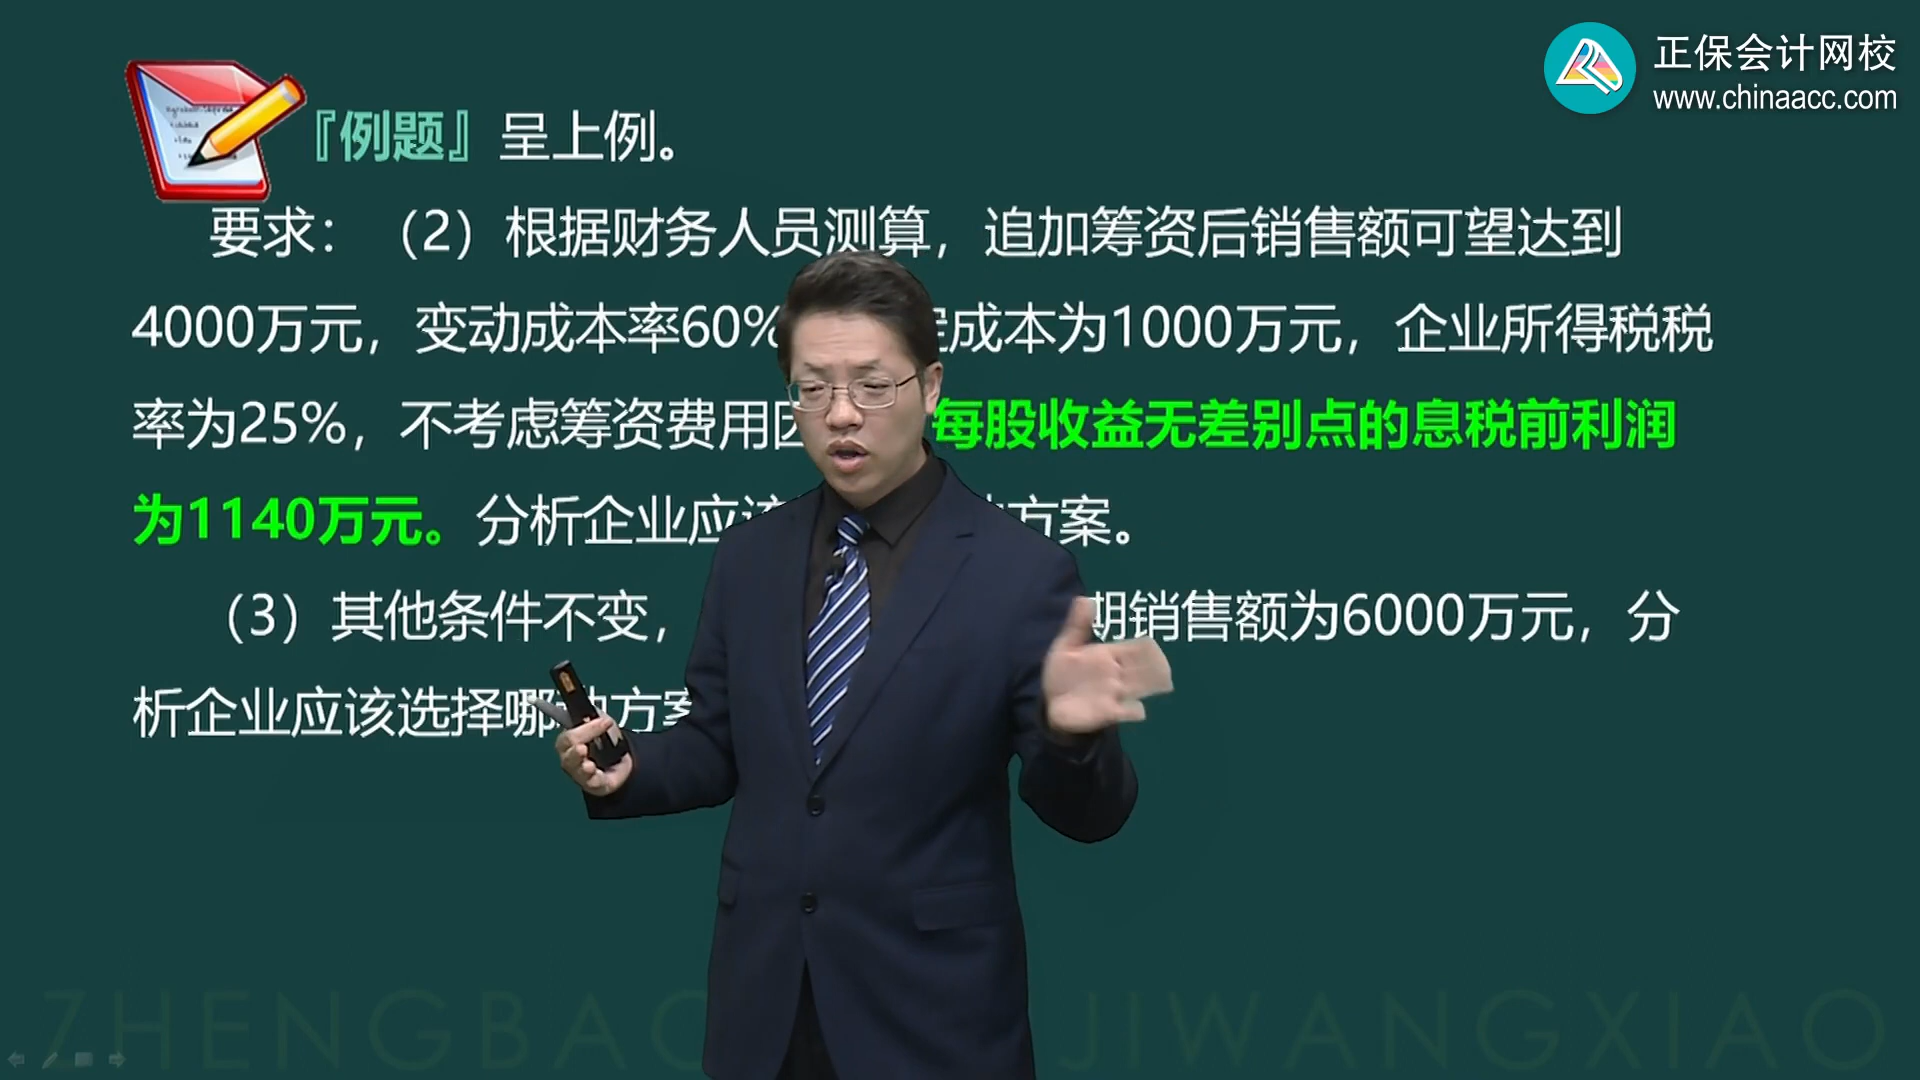 正保会计网校
www.chinaacc.com
『例题』呈上例。
要求：（2）根据财务人员测算，追加筹资后销售额可望达到
4000万元，变动成本率60% 成本为1000万元，企业所得税税
率为25%，不考虑筹资费用 每股收益无差别点的息税前利润
为1140万元。分析企业应 方案。
（3）其他条件不变， 期销售额为6000万元，分
析企业应该选择哪 方
ZHENGBAO JIWANGXIAO